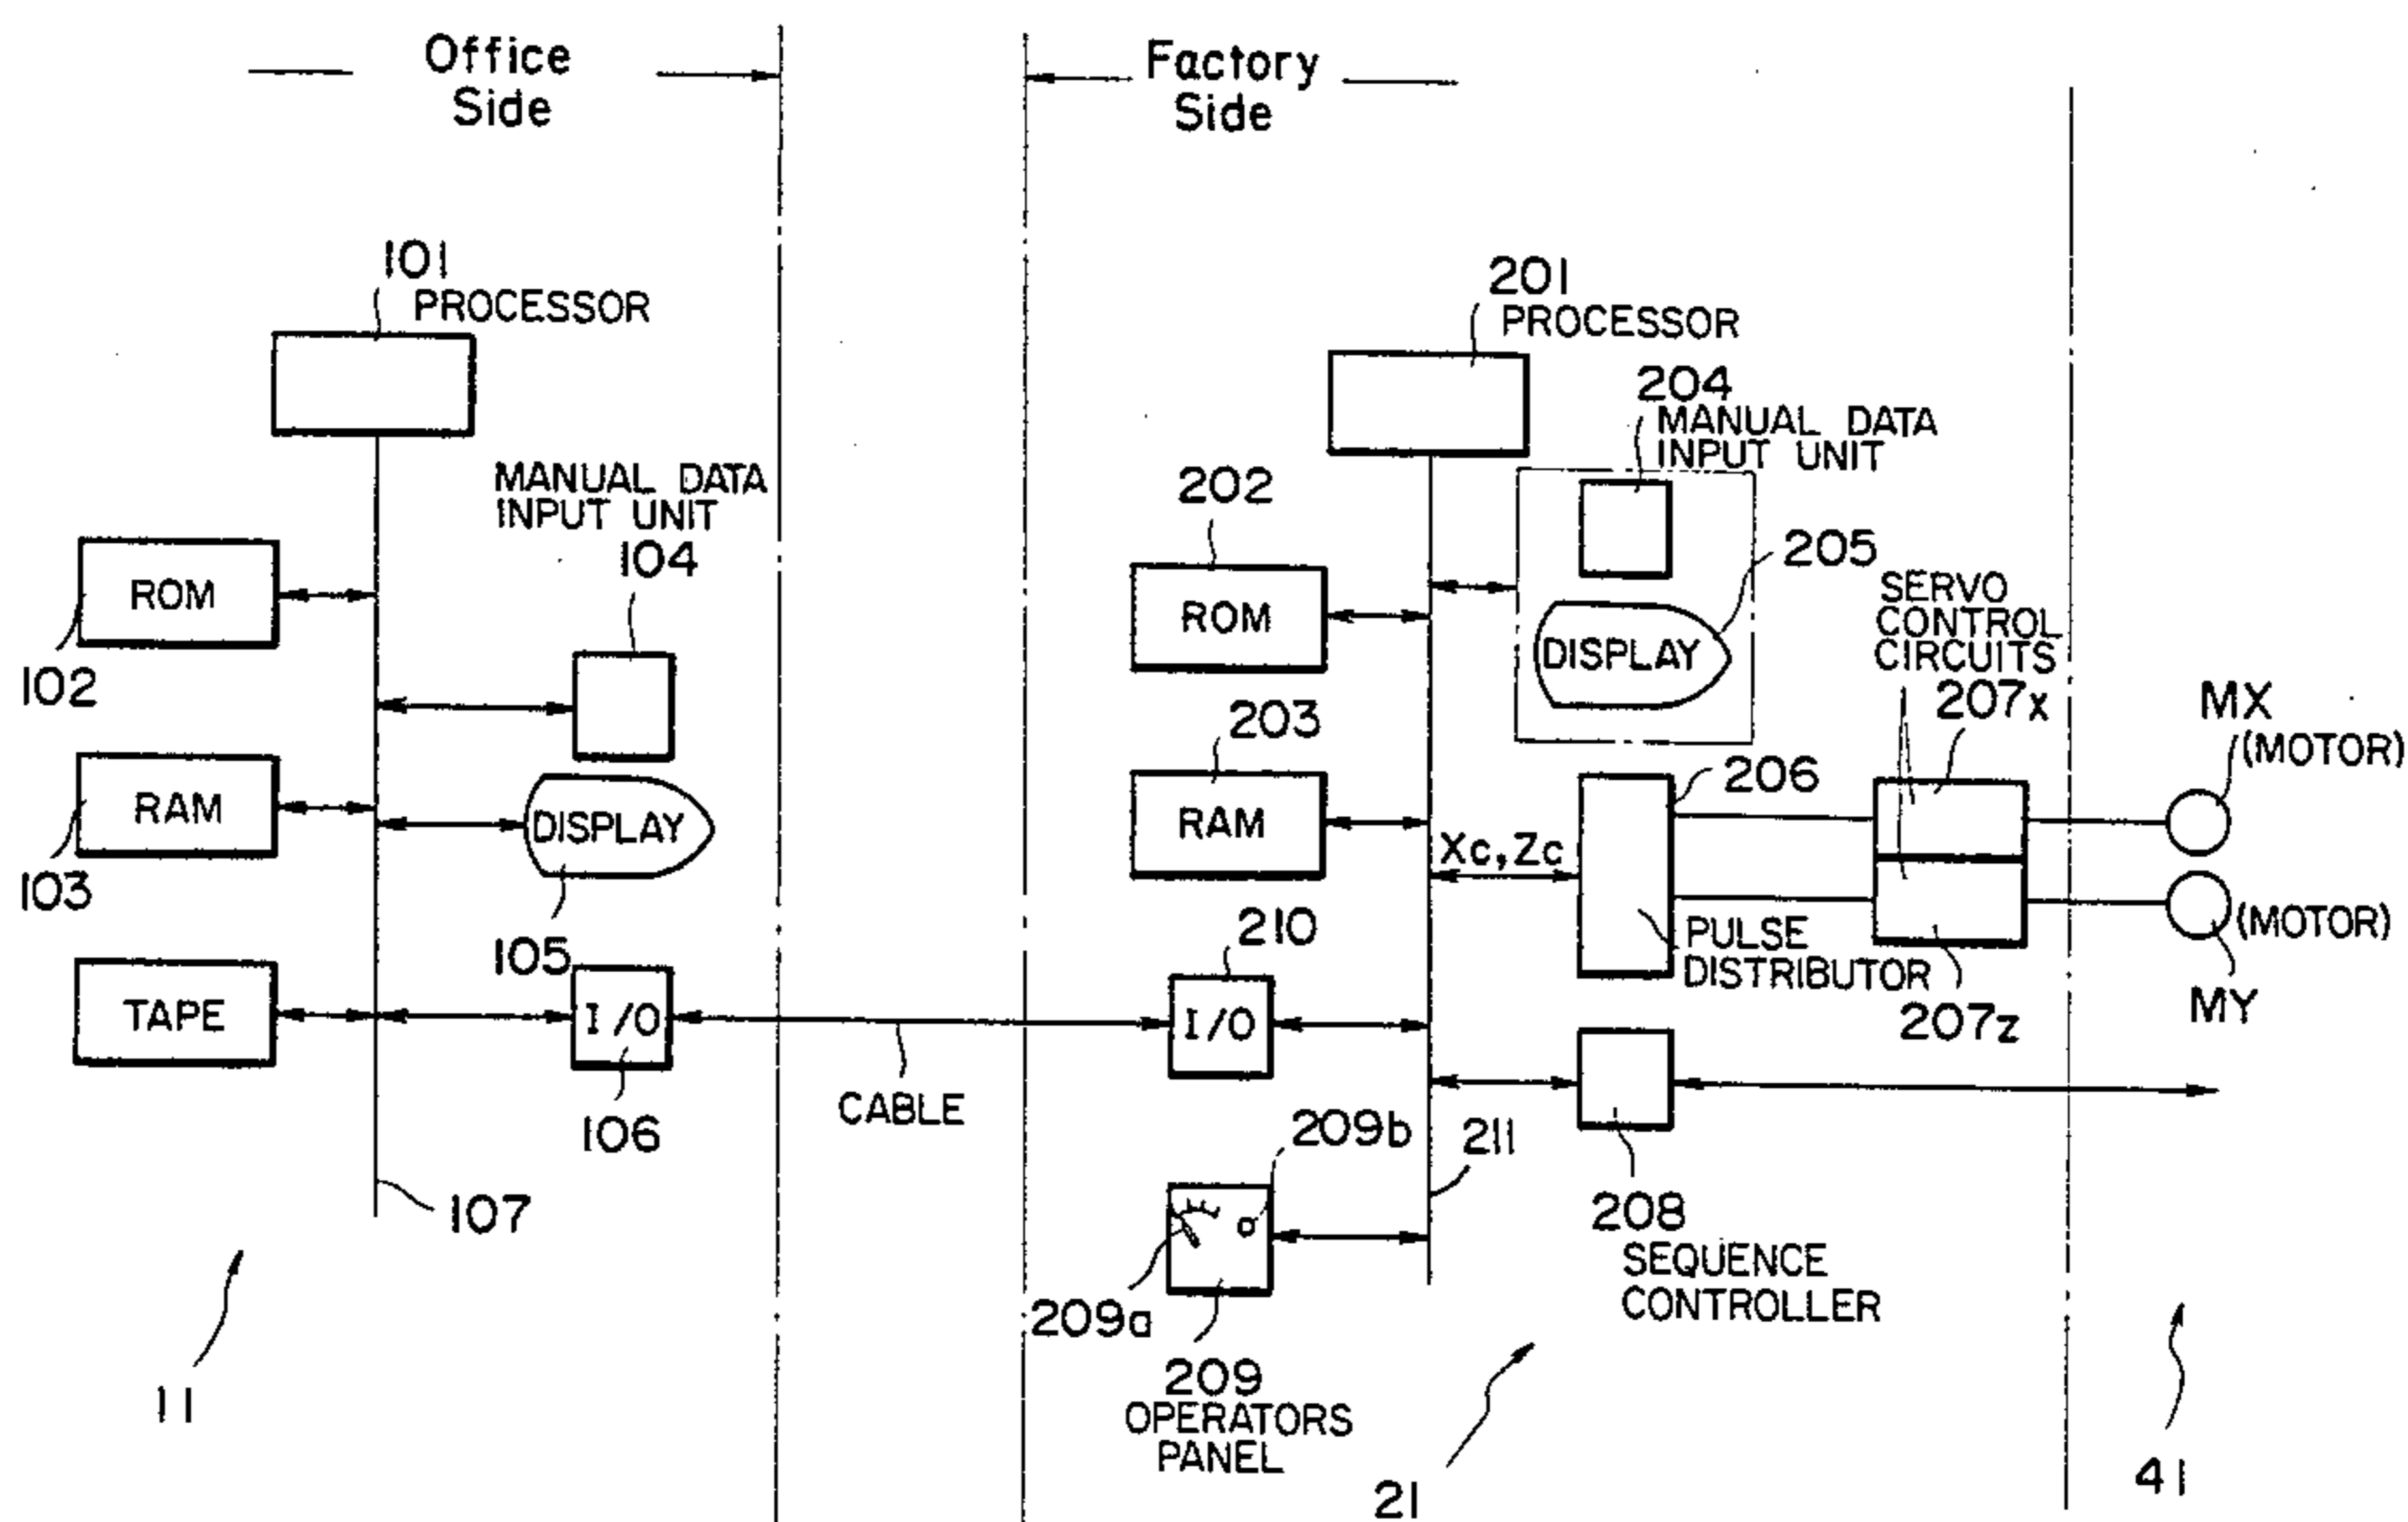 Office
Side
Factory
Side
101
PROCESSOR
MANUAL DATA
INPUT UNIT
104
ROM
102
RAM
103
DISPLAY
105
TAPE
I/O
106
107
11
CABLE
201
PROCESSOR
204
MANUAL DATA
INPUT UNIT
202
ROM
205
DISPLAY
203
RAM
SERVO
CONTROL
CIRCUITS
207x
MX
(MOTOR)
206
Xc,Zc
210
I/O
PULSE
DISTRIBUTOR
207z
(MOTOR)
MY
209b
211
208
SEQUENCE
CONTROLLER
209a
209
OPERATORS
PANEL
21
41